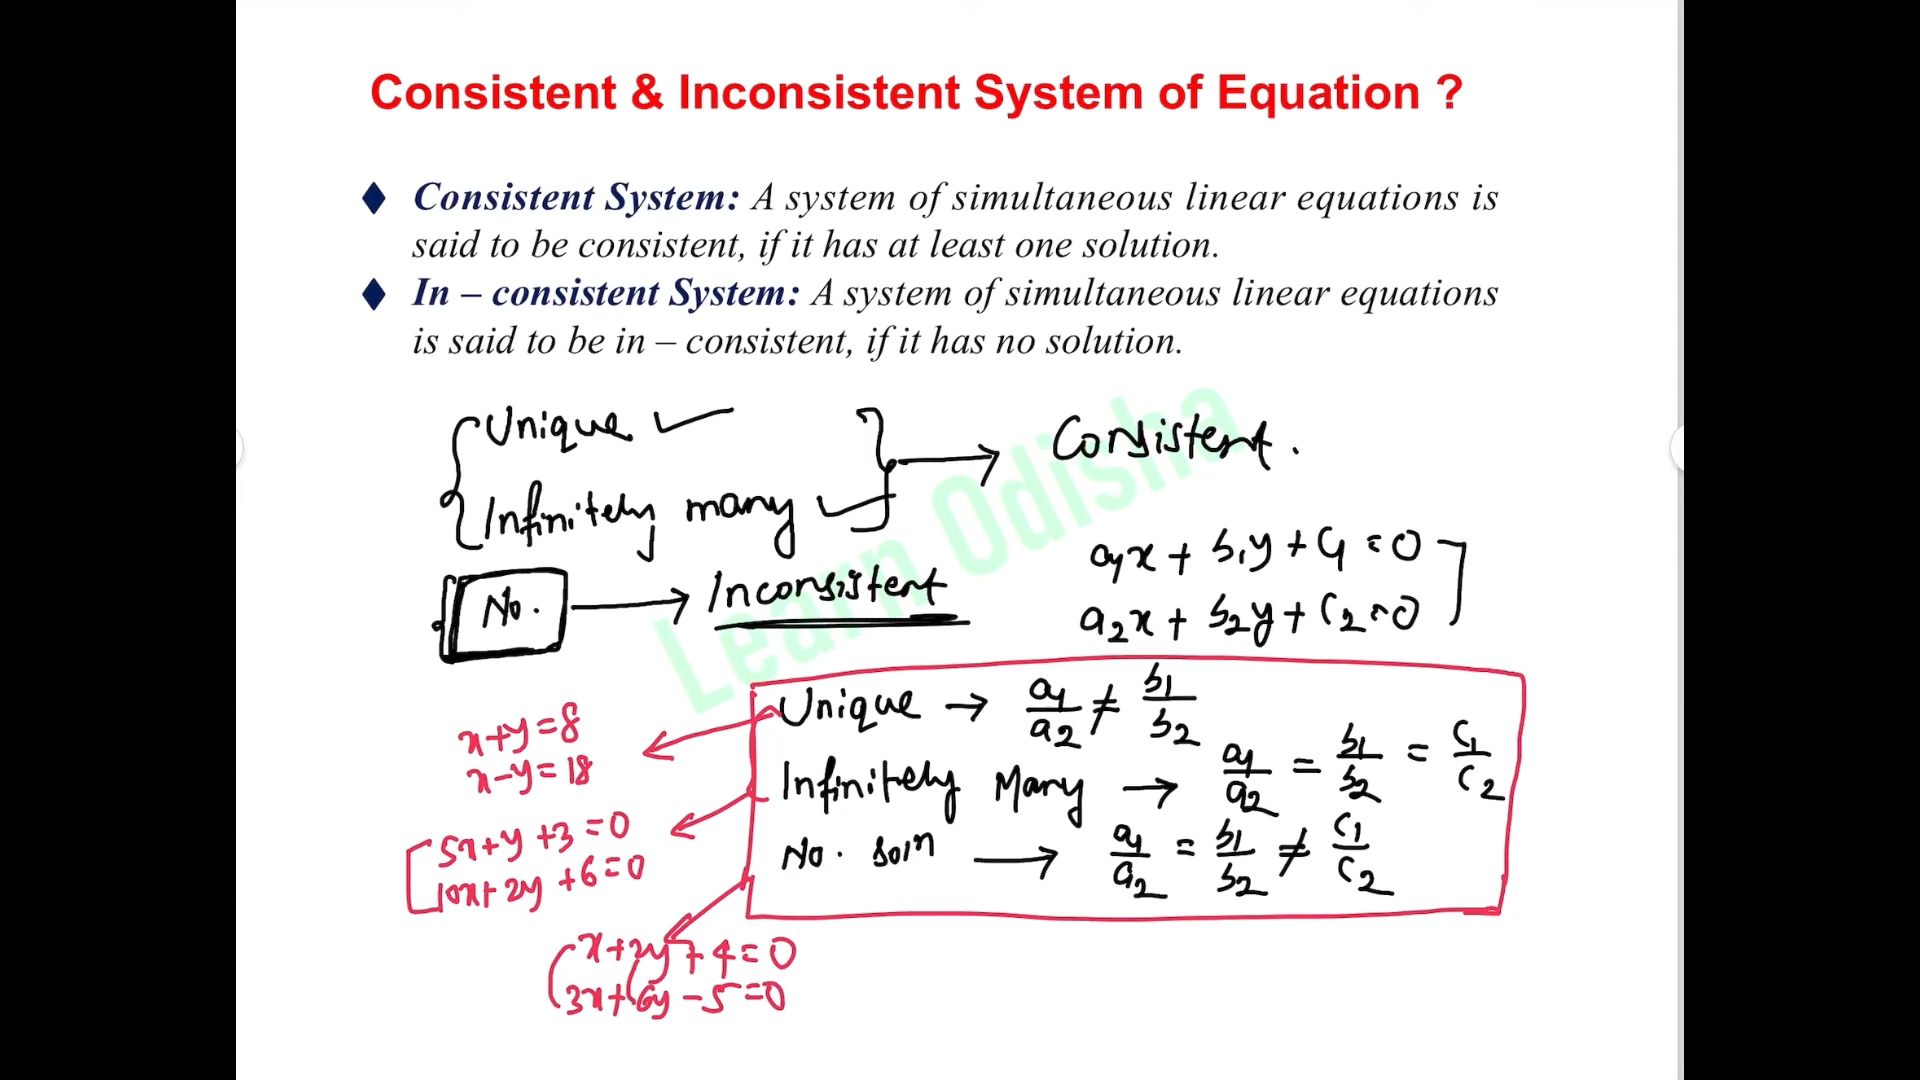 Consistent & Inconsistent System of Equation ?
♦ Consistent System: A system of simultaneous linear equations is
said to be consistent, if it has at least one solution.
♦ In – consistent System: A system of simultaneous linear equations
is said to be in – consistent, if it has no solution.
Unique ✓
Infinitely many ✓
→ Consistent.
No. → Inconsistent
a1x + b1y + c1 = 0
a2x + b2y + c2 = 0
Unique → a1/a2 ≠ b1/b2
Infinitely Many → a1/a2 = b1/b2 = c1/c2
No. soln → a1/a2 = b1/b2 ≠ c1/c2
x+y=8
x-y=18
5x+y+3=0
10x+2y+6=0
x+2y+4=0
3x+6y-5=0
Learn Odisha